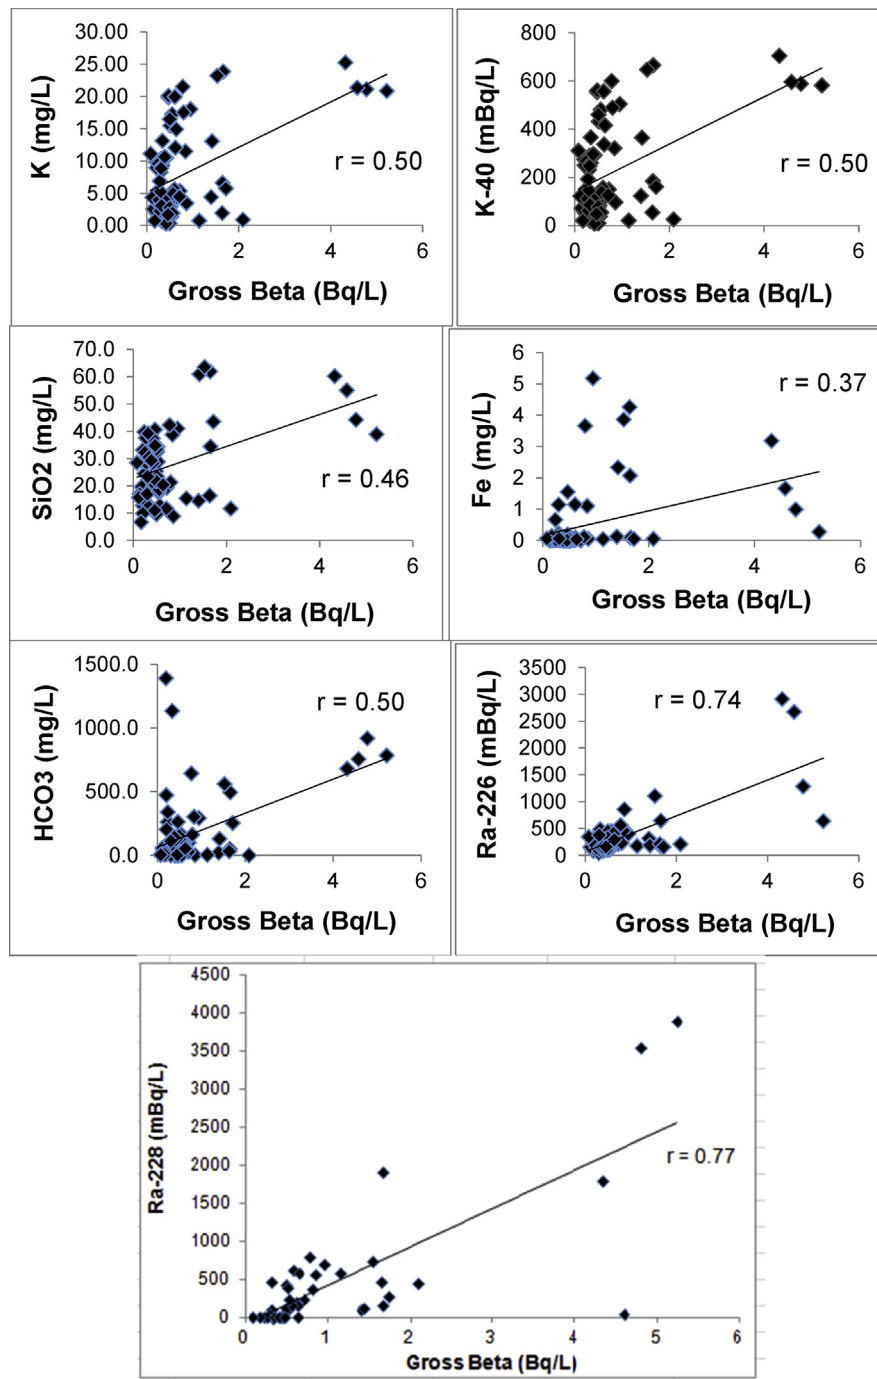 30.00
25.00
20.00
15.00
10.00
5.00
0.00
0 2 4 6
K (mg/L)
r = 0.50
Gross Beta (Bq/L)
800
600
400
200
0
0 2 4 6
K-40 (mBq/L)
r = 0.50
Gross Beta (Bq/L)
70.0
60.0
50.0
40.0
30.0
20.0
10.0
0.0
0 2 4 6
SiO2 (mg/L)
r = 0.46
Gross Beta (Bq/L)
6
5
4
3
2
1
0
0 2 4 6
Fe (mg/L)
r = 0.37
Gross Beta (Bq/L)
1500.0
1000.0
500.0
0.0
0 2 4 6
HCO3 (mg/L)
r = 0.50
Gross Beta (Bq/L)
3500
3000
2500
2000
1500
1000
500
0
0 2 4 6
Ra-226 (mBq/L)
r = 0.74
Gross Beta (Bq/L)
4500
4000
3500
3000
2500
2000
1500
1000
500
0
0 1 2 3 4 5 6
Ra-228 (mBq/L)
r = 0.77
Gross Beta (Bq/L)